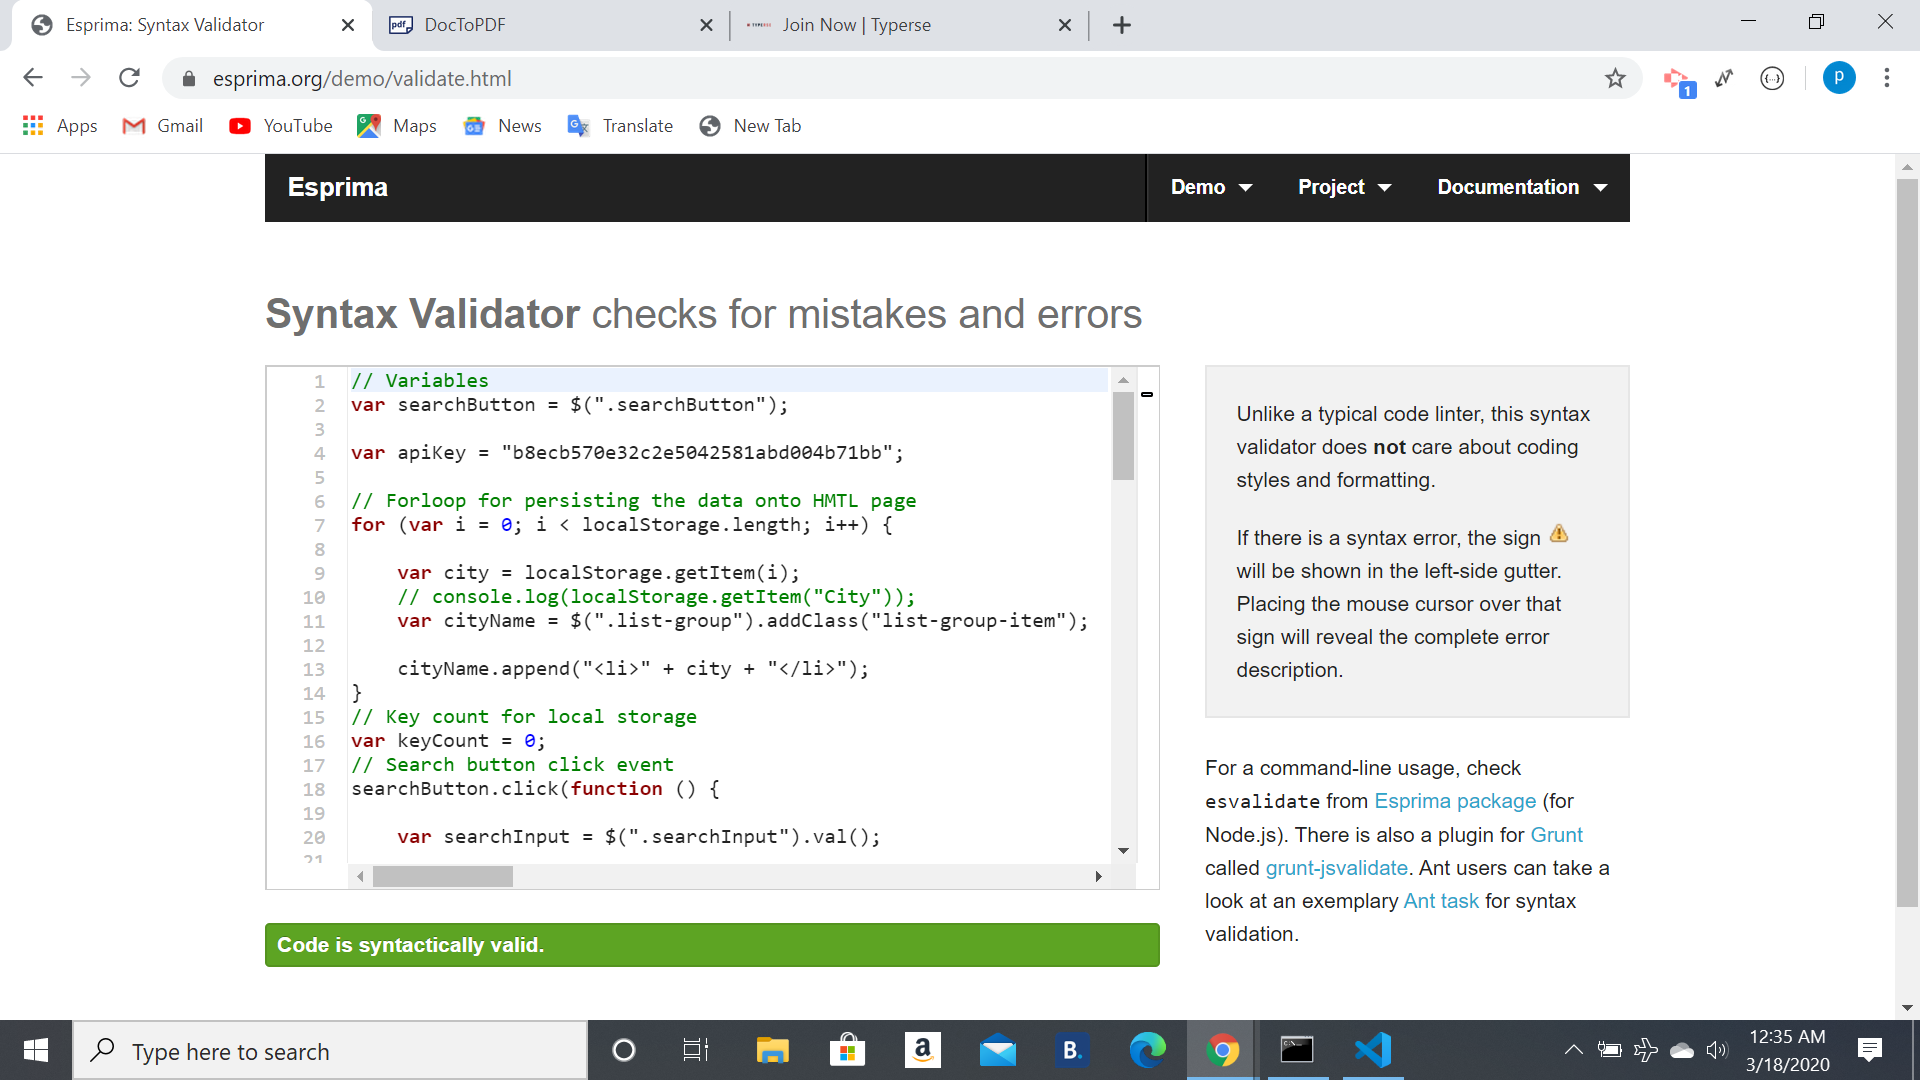 Esprima: Syntax Validator
DocToPDF
Join Now | Typerse
esprima.org/demo/validate.html
1
p
Apps
Gmail
YouTube
Maps
News
Translate
New Tab
Esprima
Demo
Project
Documentation
Syntax Validator checks for mistakes and errors
1 // Variables
2 var searchButton = $(".searchButton");
3
4 var apiKey = "b8ecb570e32c2e5042581abd004b71bb";
5
6 // Forloop for persisting the data onto HMTL page
7 for (var i = 0; i < localStorage.length; i++) {
8
9 var city = localStorage.getItem(i);
10 // console.log(localStorage.getItem("City"));
11 var cityName = $(".list-group").addClass("list-group-item");
12
13 cityName.append("<li>" + city + "</li>");
14 }
15 // Key count for local storage
16 var keyCount = 0;
17 // Search button click event
18 searchButton.click(function () {
19
20 var searchInput = $(".searchInput").val();
21
Code is syntactically valid.
Unlike a typical code linter, this syntax
validator does not care about coding
styles and formatting.
If there is a syntax error, the sign
will be shown in the left-side gutter.
Placing the mouse cursor over that
sign will reveal the complete error
description.
For a command-line usage, check
esvalidate from Esprima package (for
Node.js). There is also a plugin for Grunt
called grunt-jsvalidate. Ant users can take a
look at an exemplary Ant task for syntax
validation.
Type here to search
a
B.
12:35 AM
3/18/2020